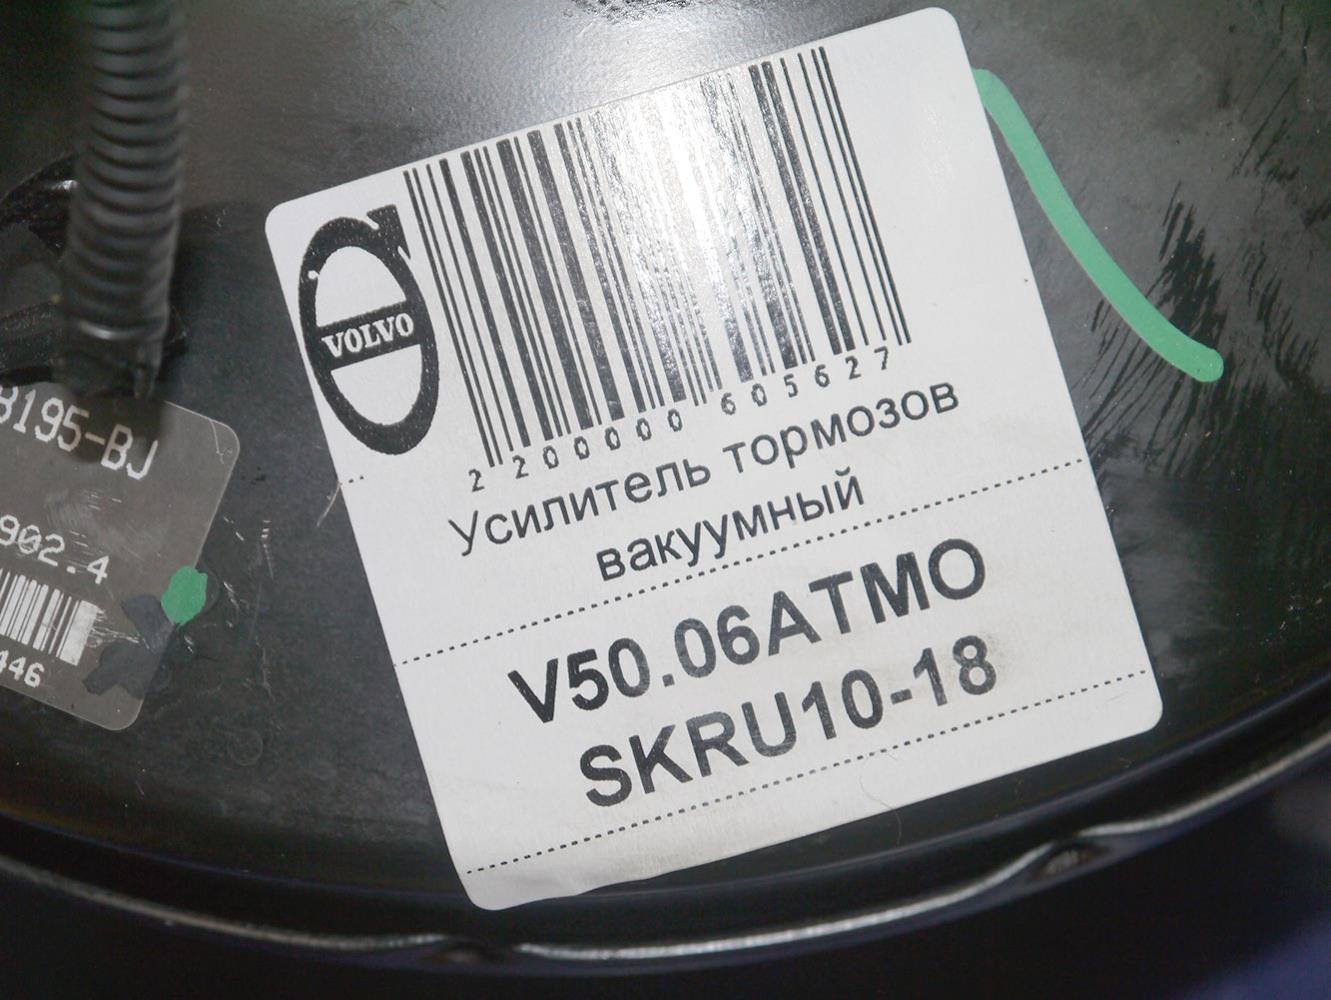 VOLVO
2 200000 605627
Усилитель тормозов
вакуумный
V50.06ATMO
SKRU10-18
8195-BJ
902.4
446